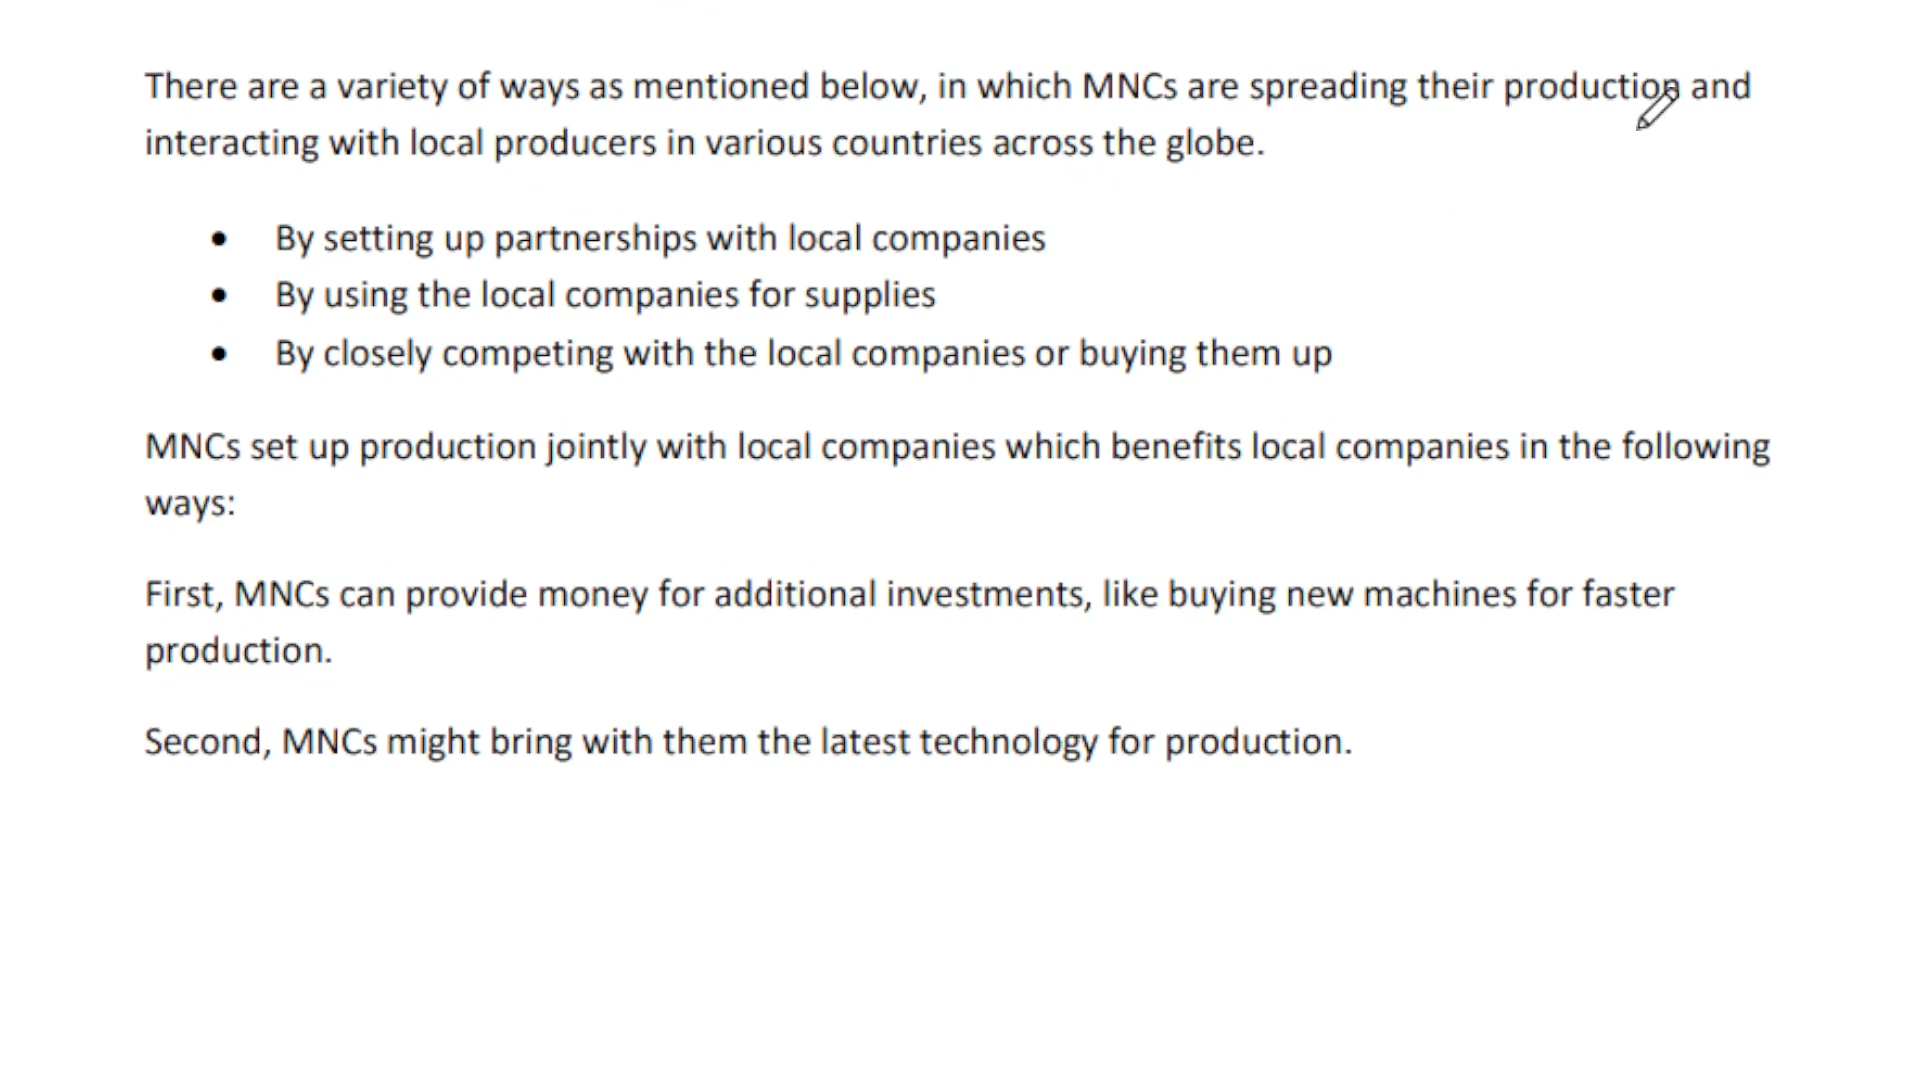 There are a variety of ways as mentioned below, in which MNCs are spreading their production and
interacting with local producers in various countries across the globe.
• By setting up partnerships with local companies
• By using the local companies for supplies
• By closely competing with the local companies or buying them up
MNCs set up production jointly with local companies which benefits local companies in the following
ways:
First, MNCs can provide money for additional investments, like buying new machines for faster
production.
Second, MNCs might bring with them the latest technology for production.